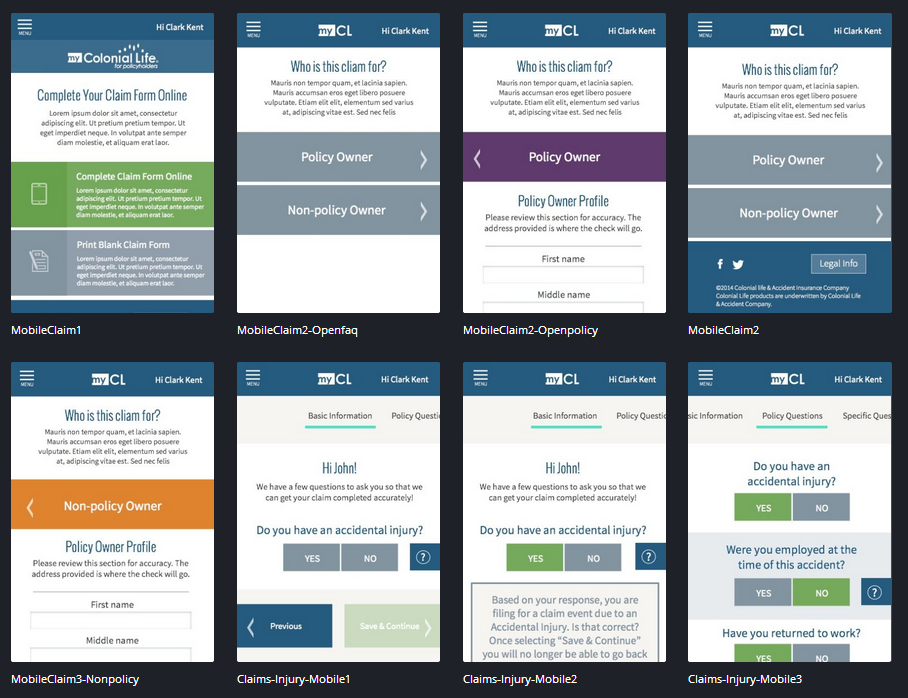 MENU
Hi Clark Kent
my Colonial Life.
for policyholders
Complete Your Claim Form Online
Lorem ipsum dolor sit amet, consectetur
adipiscing elit. Ut pretium pretium tempor. Ut
eget imperdiet neque. In volutpat ante semper
diam molestie, et aliquam erat laor.
Complete Claim Form Online
Lorem ipsum dolor sit amet, consectetur
adipiscing elit. Ut pretium pretium tempor.
Ut eget imperdiet neque. In volutpat ante semper
diam molestie, et aliquam erat laor.
Print Blank Claim Form
Lorem ipsum dolor sit amet, consectetur
adipiscing elit. Ut pretium pretium tempor.
Ut eget imperdiet neque. In volutpat ante semper
diam molestie, et aliquam erat laor.
MobileClaim1
MENU
my CL
Hi Clark Kent
Who is this cliam for?
Mauris non tempor quam, et lacinia sapien.
Mauris accumsan eros eget libero posuere
vulputate. Etiam elit elit, elementum sed varius
at, adipiscing vitae est. Sed nec felis
Policy Owner
Non-policy Owner
MobileClaim2-Openfaq
MENU
my CL
Hi Clark Kent
Who is this cliam for?
Mauris non tempor quam, et lacinia sapien.
Mauris accumsan eros eget libero posuere
vulputate. Etiam elit elit, elementum sed varius
at, adipiscing vitae est. Sed nec felis
Policy Owner
Policy Owner Profile
Please review this section for accuracy. The
address provided is where the check will go.
First name
Middle name
MobileClaim2-Openpolicy
MENU
my CL
Hi Clark Kent
Who is this cliam for?
Mauris non tempor quam, et lacinia sapien.
Mauris accumsan eros eget libero posuere
vulputate. Etiam elit elit, elementum sed varius
at, adipiscing vitae est. Sed nec felis
Policy Owner
Non-policy Owner
Legal Info
©2014 Colonial life & Accident Insurance Company
Colonial Life products are underwritten by Colonial Life
& Accident Company.
MobileClaim2
MENU
my CL
Hi Clark Kent
Who is this cliam for?
Mauris non tempor quam, et lacinia sapien.
Mauris accumsan eros eget libero posuere
vulputate. Etiam elit elit, elementum sed varius
at, adipiscing vitae est. Sed nec felis
Non-policy Owner
Policy Owner Profile
Please review this section for accuracy. The
address provided is where the check will go.
First name
Middle name
MobileClaim3-Nonpolicy
MENU
my CL
Hi Clark Kent
Basic Information Policy Questi
Hi John!
We have a few questions to ask you so that we
can get your claim completed accurately!
Do you have an accidental injury?
YES NO ?
Previous Save & Continue
Claims-Injury-Mobile1
MENU
my CL
Hi Clark Kent
Basic Information Policy Questio
Hi John!
We have a few questions to ask you so that we
can get your claim completed accurately!
Do you have an accidental injury?
YES NO ?
Based on your response, you are
filing for a claim event due to an
Accidental Injury. Is that correct?
Once selecting “Save & Continue”
you will no longer be able to go back
Claims-Injury-Mobile2
MENU
my CL
Hi Clark Kent
sic Information Policy Questions Specific Ques
Do you have an
accidental injury?
YES NO
Were you employed at the
time of this accident?
YES NO ?
Have you returned to work?
YES NO
Claims-Injury-Mobile3